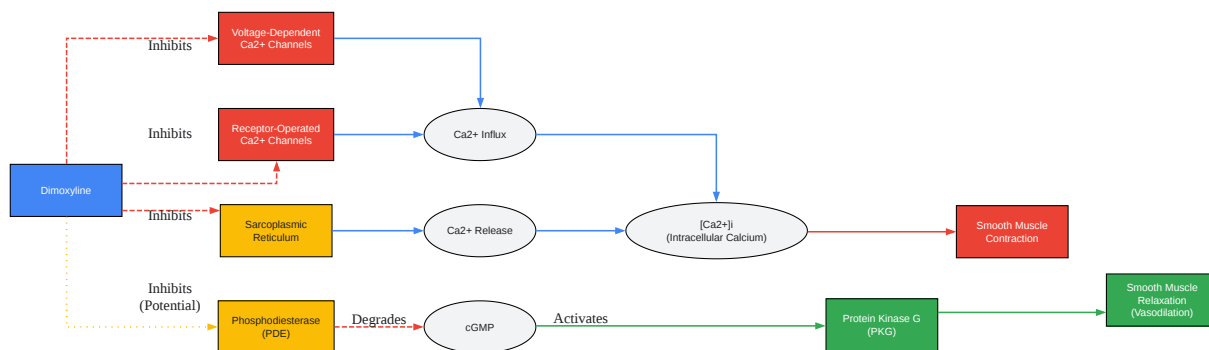 Voltage-Dependent
Ca2+ Channels
Inhibits
Receptor-Operated
Ca2+ Channels
Inhibits
Ca2+ Influx
Dimoxyline
Inhibits
Sarcoplasmic
Reticulum
Ca2+ Release
[Ca2+]i
(Intracellular Calcium)
Smooth Muscle
Contraction
Inhibits
(Potential)
Phosphodiesterase
(PDE)
Degrades
cGMP
Activates
Protein Kinase G
(PKG)
Smooth Muscle
Relaxation
(Vasodilation)